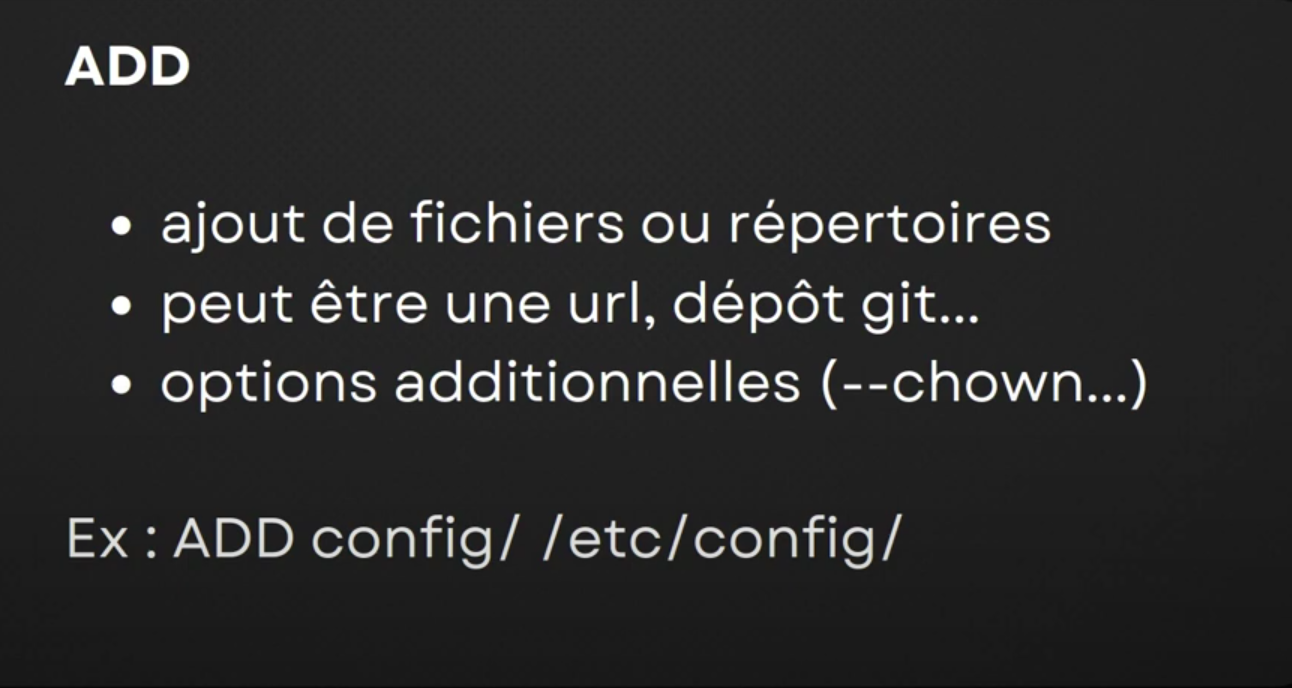 ADD
• ajout de fichiers ou répertoires
• peut être une url, dépôt git...
• options additionnelles (--chown...)
Ex : ADD config/ /etc/config/